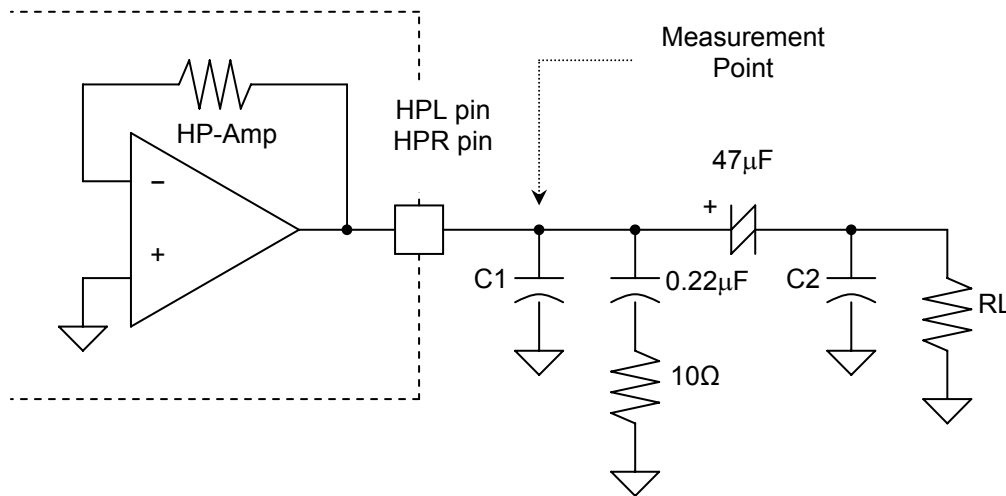 Measurement
Point
HP-Amp
HPL pin
HPR pin
47μF
+
−
+
C1
0.22μF
C2
RL
10Ω